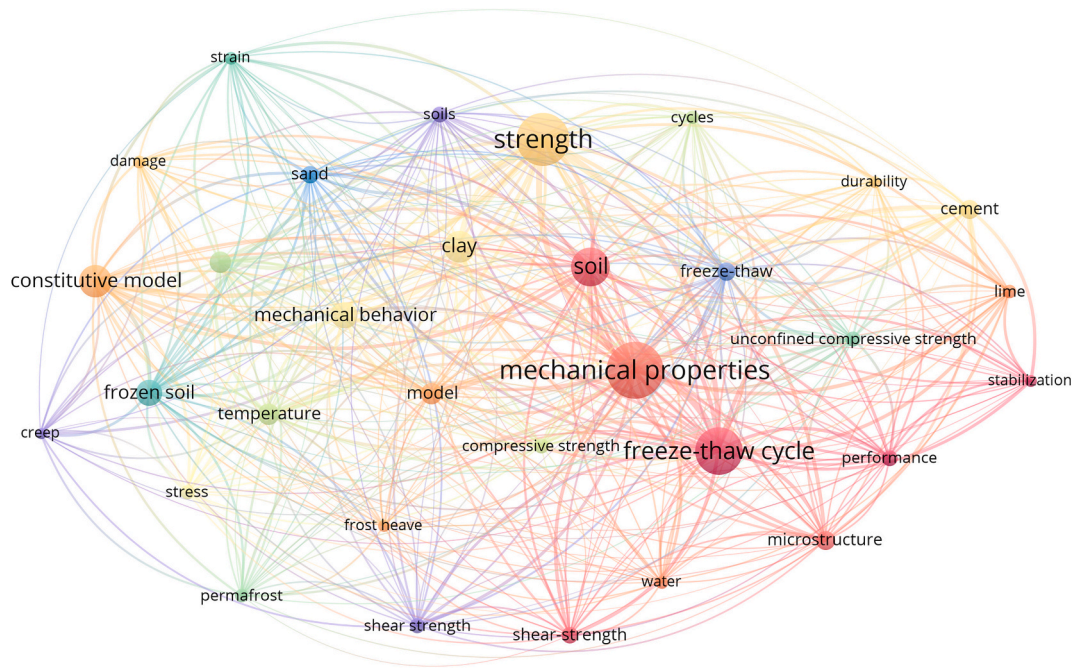 strain
soils
cycles
strength
damage
sand
durability
cement
clay
soil
freeze-thaw
constitutive model
lime
mechanical behavior
unconfined compressive strength
mechanical properties
stabilization
frozen soil
model
temperature
creep
compressive strength
freeze-thaw cycle
performance
stress
frost heave
microstructure
water
permafrost
shear strength
shear-strength